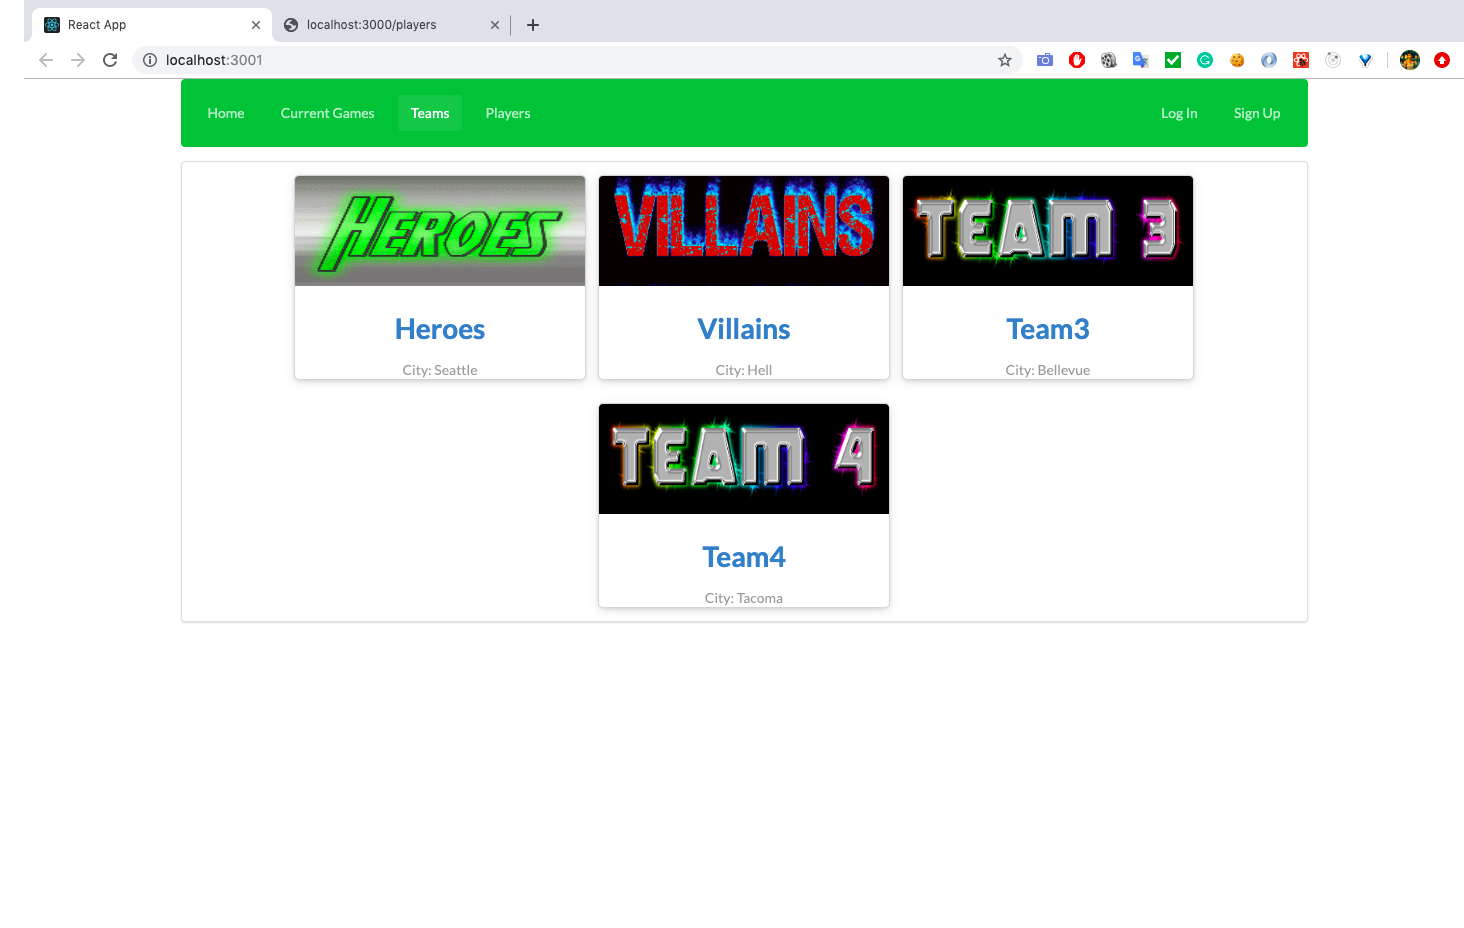 React App
localhost:3000/players
localhost:3001
Home Current Games Teams Players Log In Sign Up
HEROES VILLAINS TEAM 3
Heroes Villains Team3
City: Seattle City: Hell City: Bellevue
TEAM 4
Team4
City: Tacoma